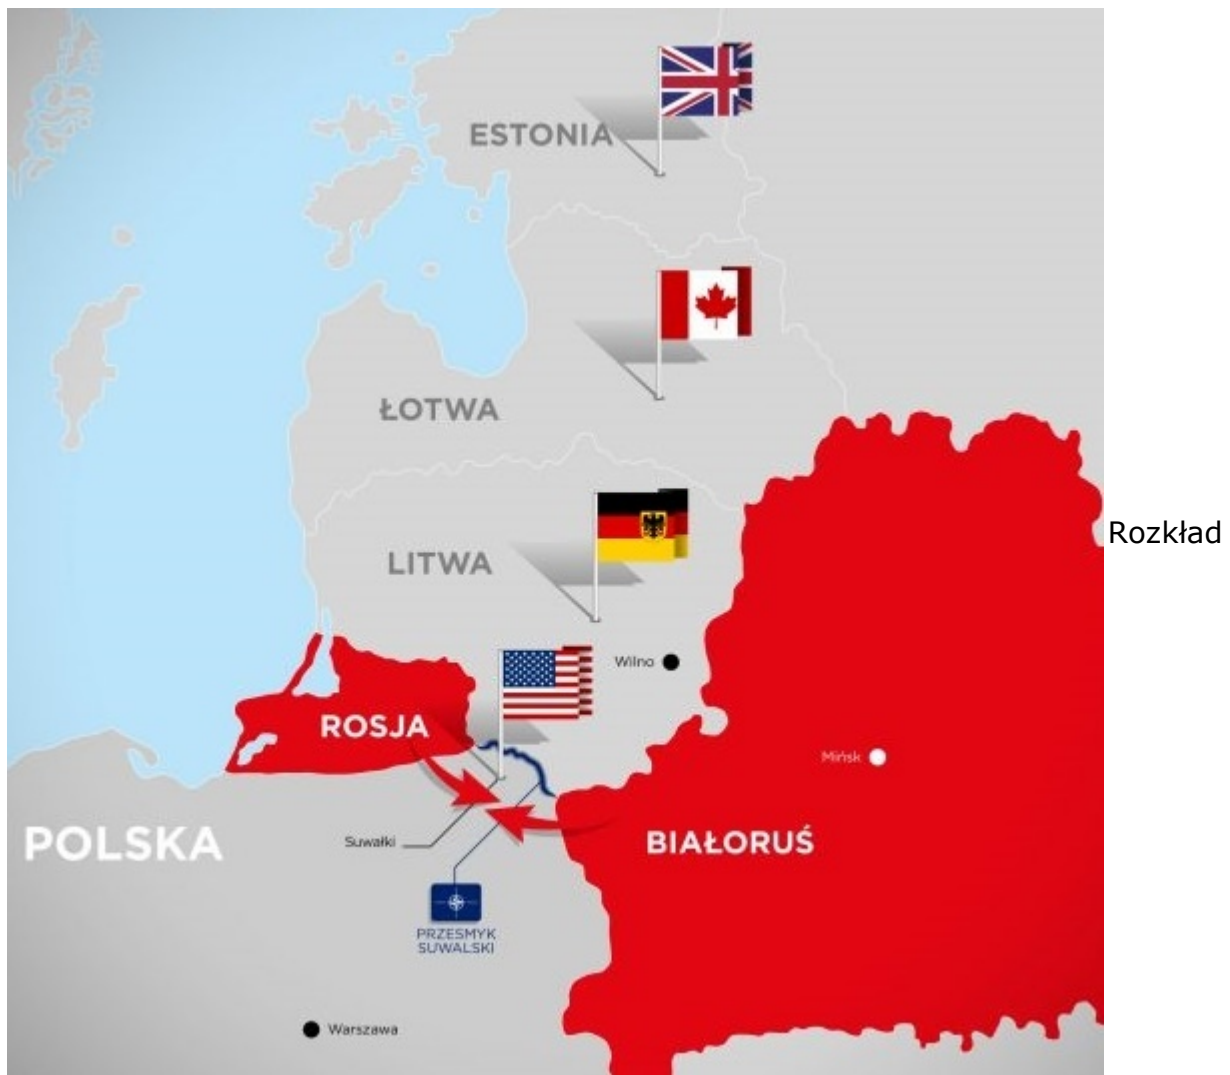 ESTONIA
ŁOTWA
Rozkład
LITWA
Wilno
ROSJA
Mińsk
POLSKA
Suwałki
BIAŁORUŚ
PRZESMYK
SUWALSKI
Warszawa